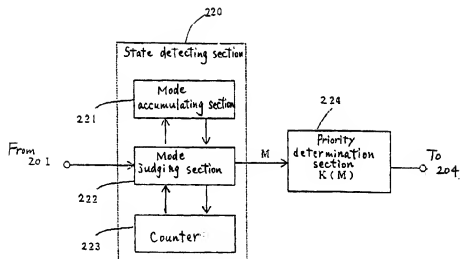 220
State detecting section
Mode
accumulating section
221
224
Priority
determination
section
K(M)
From
201
Mode
judging section
M
To
204
222
Counter
223